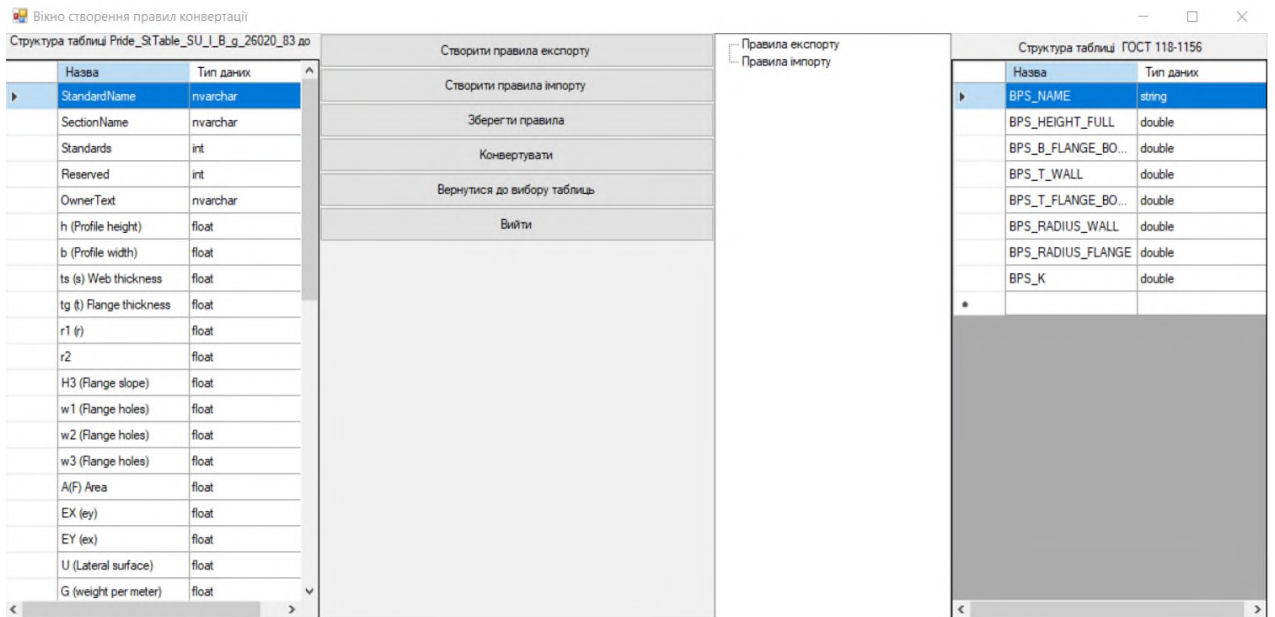 Вікно створення правил конвертації
Структура таблиці Pride_StTable_SU_I_B_g_26020_83 до
Назва Тип даних
StandardName nvarchar
SectionName nvarchar
Standards int
Reserved int
OwnerText nvarchar
h (Profile height) float
b (Profile width) float
ts (s) Web thickness float
tg (t) Flange thickness float
r1 (r) float
r2 float
H3 (Flange slope) float
w1 (Flange holes) float
w2 (Flange holes) float
w3 (Flange holes) float
A(F) Area float
EX (ey) float
EY (ex) float
U (Lateral surface) float
G (weight per meter) float
Створити правила експорту
Створити правила імпорту
Зберегти правила
Конвертувати
Вернутися до вибору таблиць
Вийти
Правила експорту
Правила імпорту
Структура таблиці ГОСТ 118-1156
Назва Тип даних
BPS_NAME string
BPS_HEIGHT_FULL double
BPS_B_FLANGE_BO... double
BPS_T_WALL double
BPS_T_FLANGE_BO... double
BPS_RADIUS_WALL double
BPS_RADIUS_FLANGE double
BPS_K double